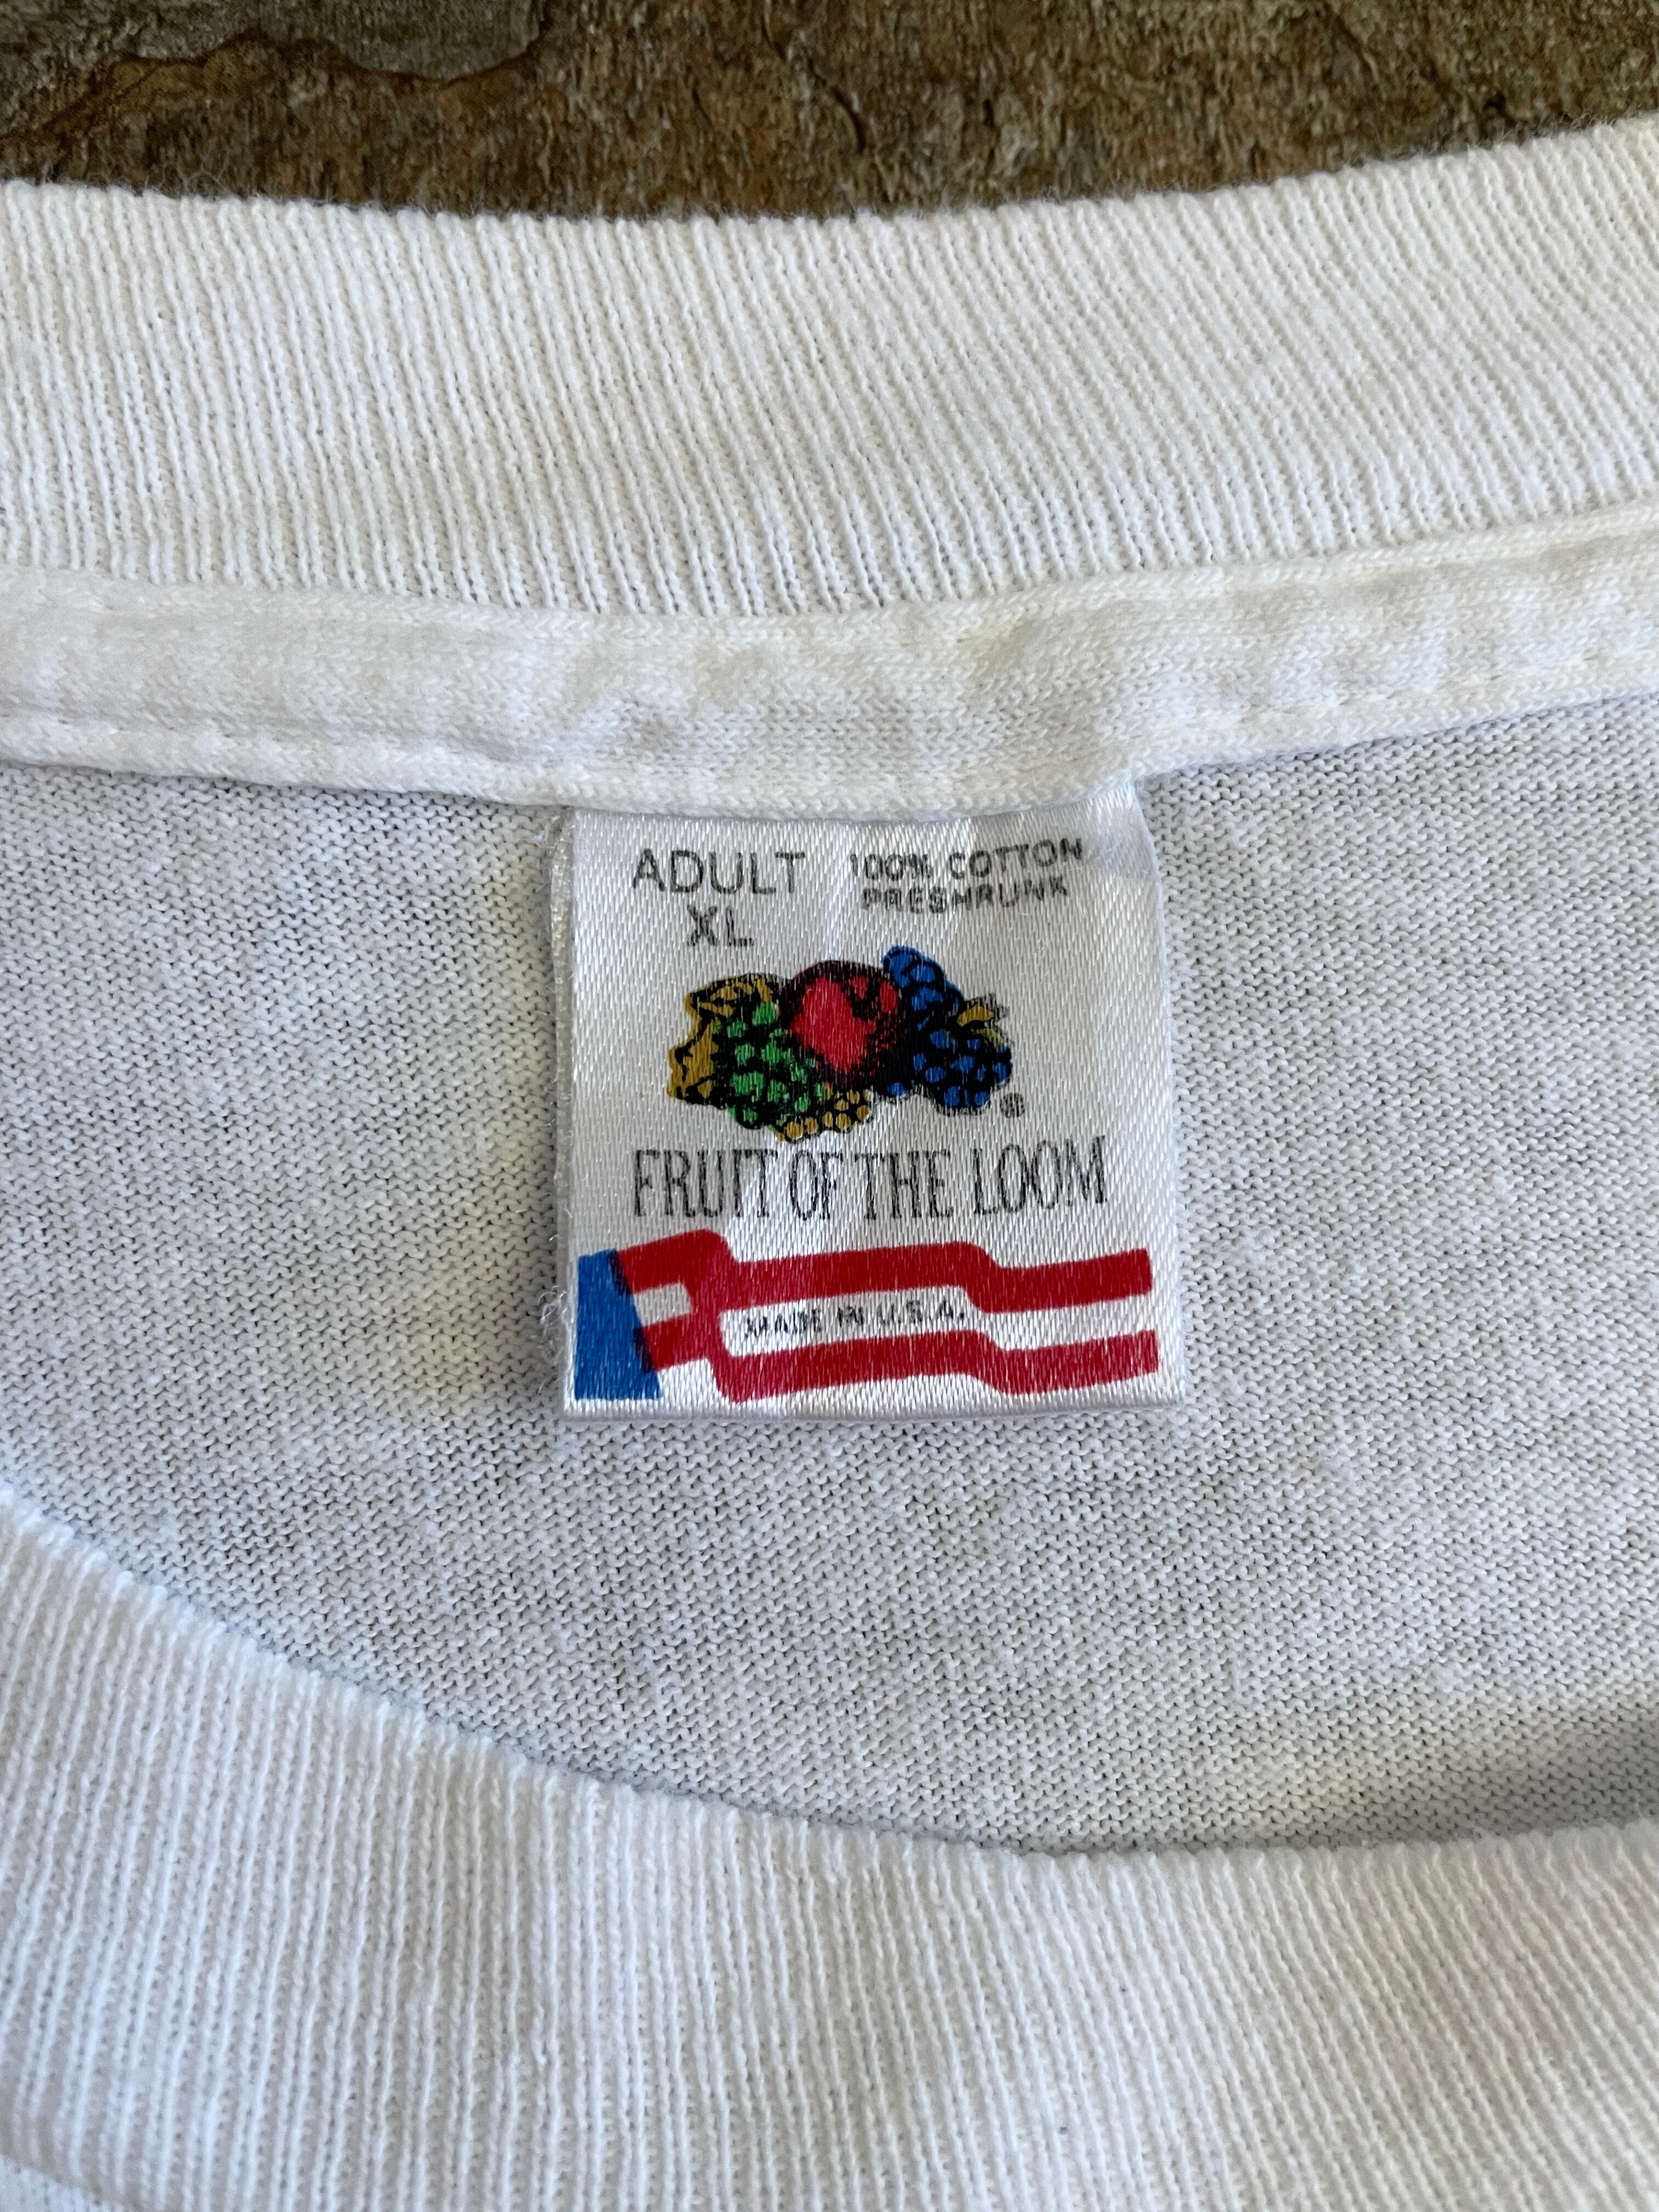 ADULT
XL
100% COTTON
PRESHRUNK
®
FRUIT OF THE LOOM
MADE IN U.S.A.